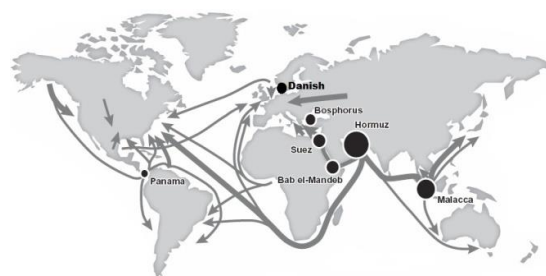 Danish
Bosphorus
Hormuz
Suez
Bab el-Mandeb
Panama
Malacca